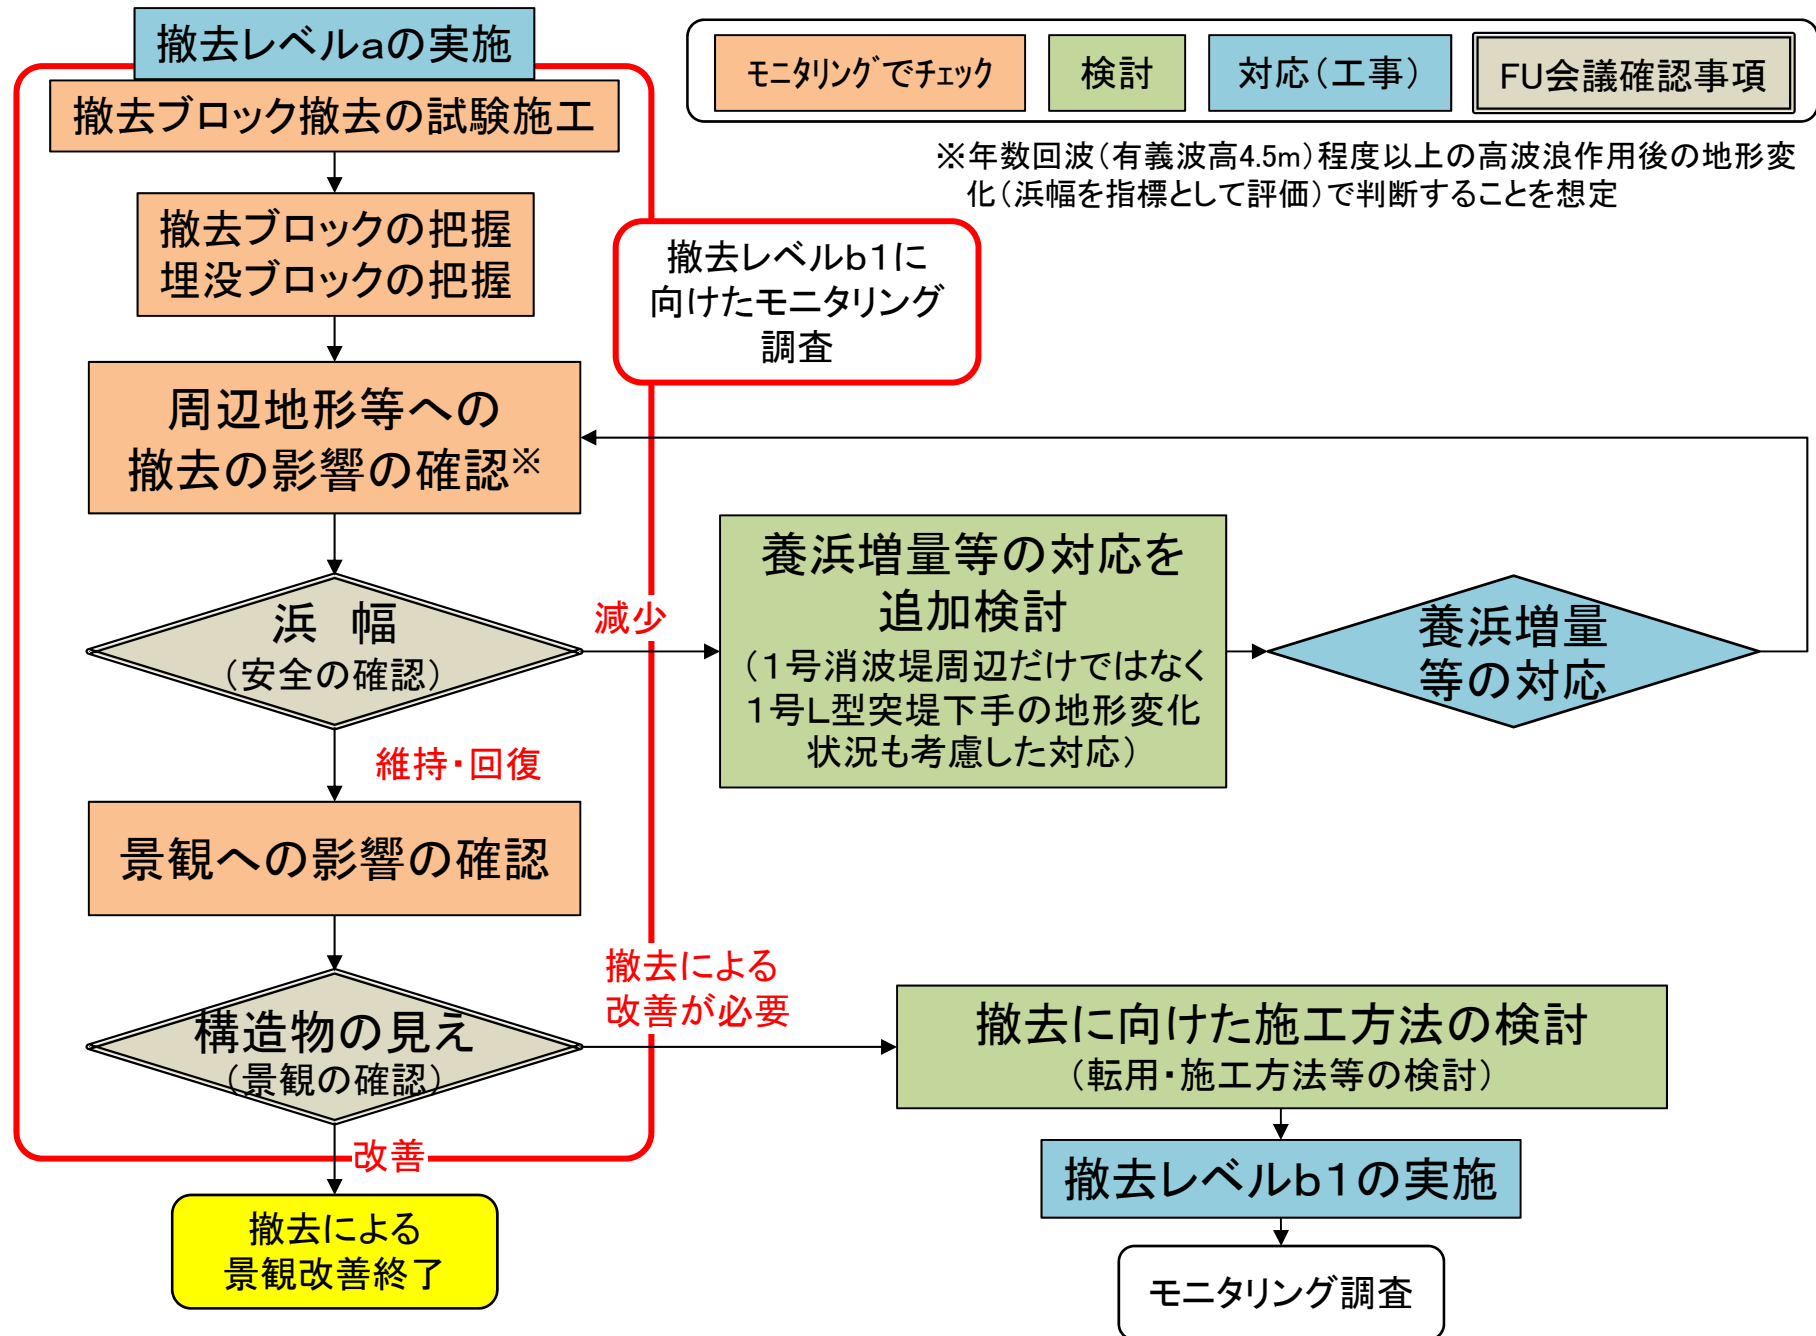 撤去レベルaの実施
撤去ブロック撤去の試験施工
撤去ブロックの把握
埋没ブロックの把握
周辺地形等への
撤去の影響の確認※
浜　幅
（安全の確認）
維持・回復
景観への影響の確認
構造物の見え
（景観の確認）
改善
撤去による
景観改善終了
モニタリングでチェック
検討
対応（工事）
FU会議確認事項
※年数回波（有義波高4.5m）程度以上の高波浪作用後の地形変
化（浜幅を指標として評価）で判断することを想定
撤去レベルb１に
向けたモニタリング
調査
減少
養浜増量等の対応を
追加検討
（１号消波堤周辺だけではなく
１号L型突堤下手の地形変化
状況も考慮した対応）
養浜増量
等の対応
撤去による
改善が必要
撤去に向けた施工方法の検討
（転用・施工方法等の検討）
撤去レベルb１の実施
モニタリング調査